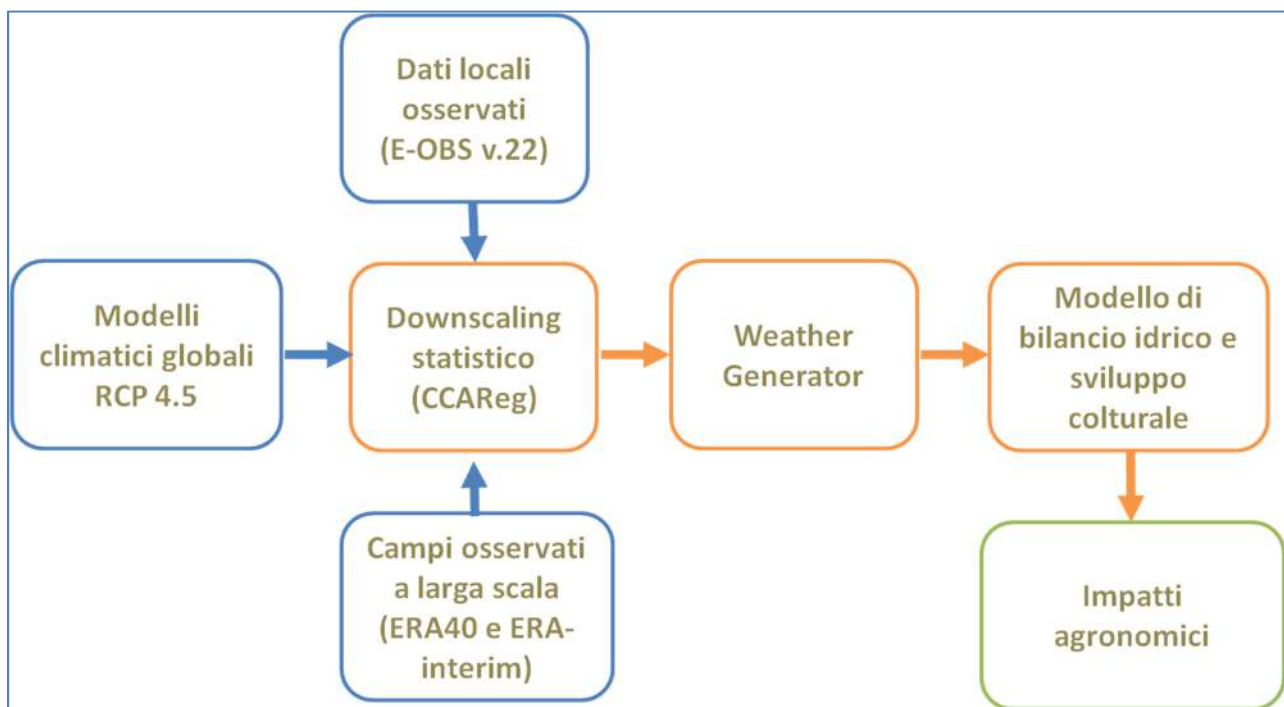 Dati locali
osservati
(E-OBS v.22)
Modelli
climatici globali
RCP 4.5
Downscaling
statistico
(CCAReg)
Weather
Generator
Modello di
bilancio idrico e
sviluppo
colturale
Campi osservati
a larga scala
(ERA40 e ERA-
interim)
Impatti
agronomici